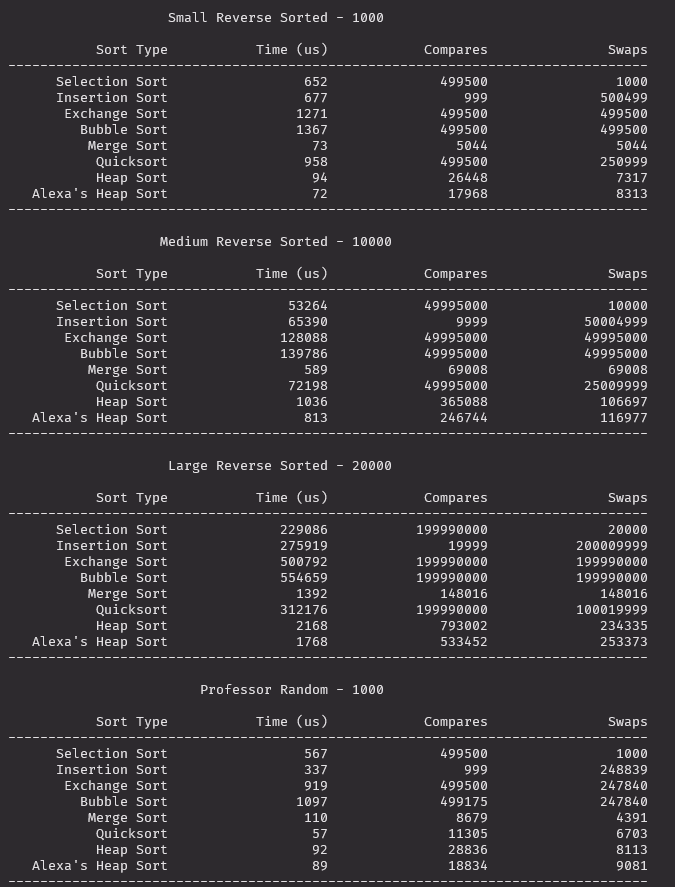 Small Reverse Sorted - 1000
Sort Type Time (us) Compares Swaps
Selection Sort 652 499500 1000
Insertion Sort 677 999 500499
Exchange Sort 1271 499500 499500
Bubble Sort 1367 499500 499500
Merge Sort 73 5044 5044
Quicksort 958 499500 250999
Heap Sort 94 26448 7317
Alexa's Heap Sort 72 17968 8313
Medium Reverse Sorted - 10000
Sort Type Time (us) Compares Swaps
Selection Sort 53264 49995000 10000
Insertion Sort 65390 9999 50004999
Exchange Sort 128088 49995000 49995000
Bubble Sort 139786 49995000 49995000
Merge Sort 589 69008 69008
Quicksort 72198 49995000 25009999
Heap Sort 1036 365088 106697
Alexa's Heap Sort 813 246744 116977
Large Reverse Sorted - 20000
Sort Type Time (us) Compares Swaps
Selection Sort 229086 199990000 20000
Insertion Sort 275919 19999 200009999
Exchange Sort 500792 199990000 199990000
Bubble Sort 554659 199990000 199990000
Merge Sort 1392 148016 148016
Quicksort 312176 199990000 100019999
Heap Sort 2168 793002 234335
Alexa's Heap Sort 1768 533452 253373
Professor Random - 1000
Sort Type Time (us) Compares Swaps
Selection Sort 567 499500 1000
Insertion Sort 337 999 248839
Exchange Sort 919 499500 247840
Bubble Sort 1097 499175 247840
Merge Sort 110 8679 4391
Quicksort 57 11305 6703
Heap Sort 92 28836 8113
Alexa's Heap Sort 89 18834 9081